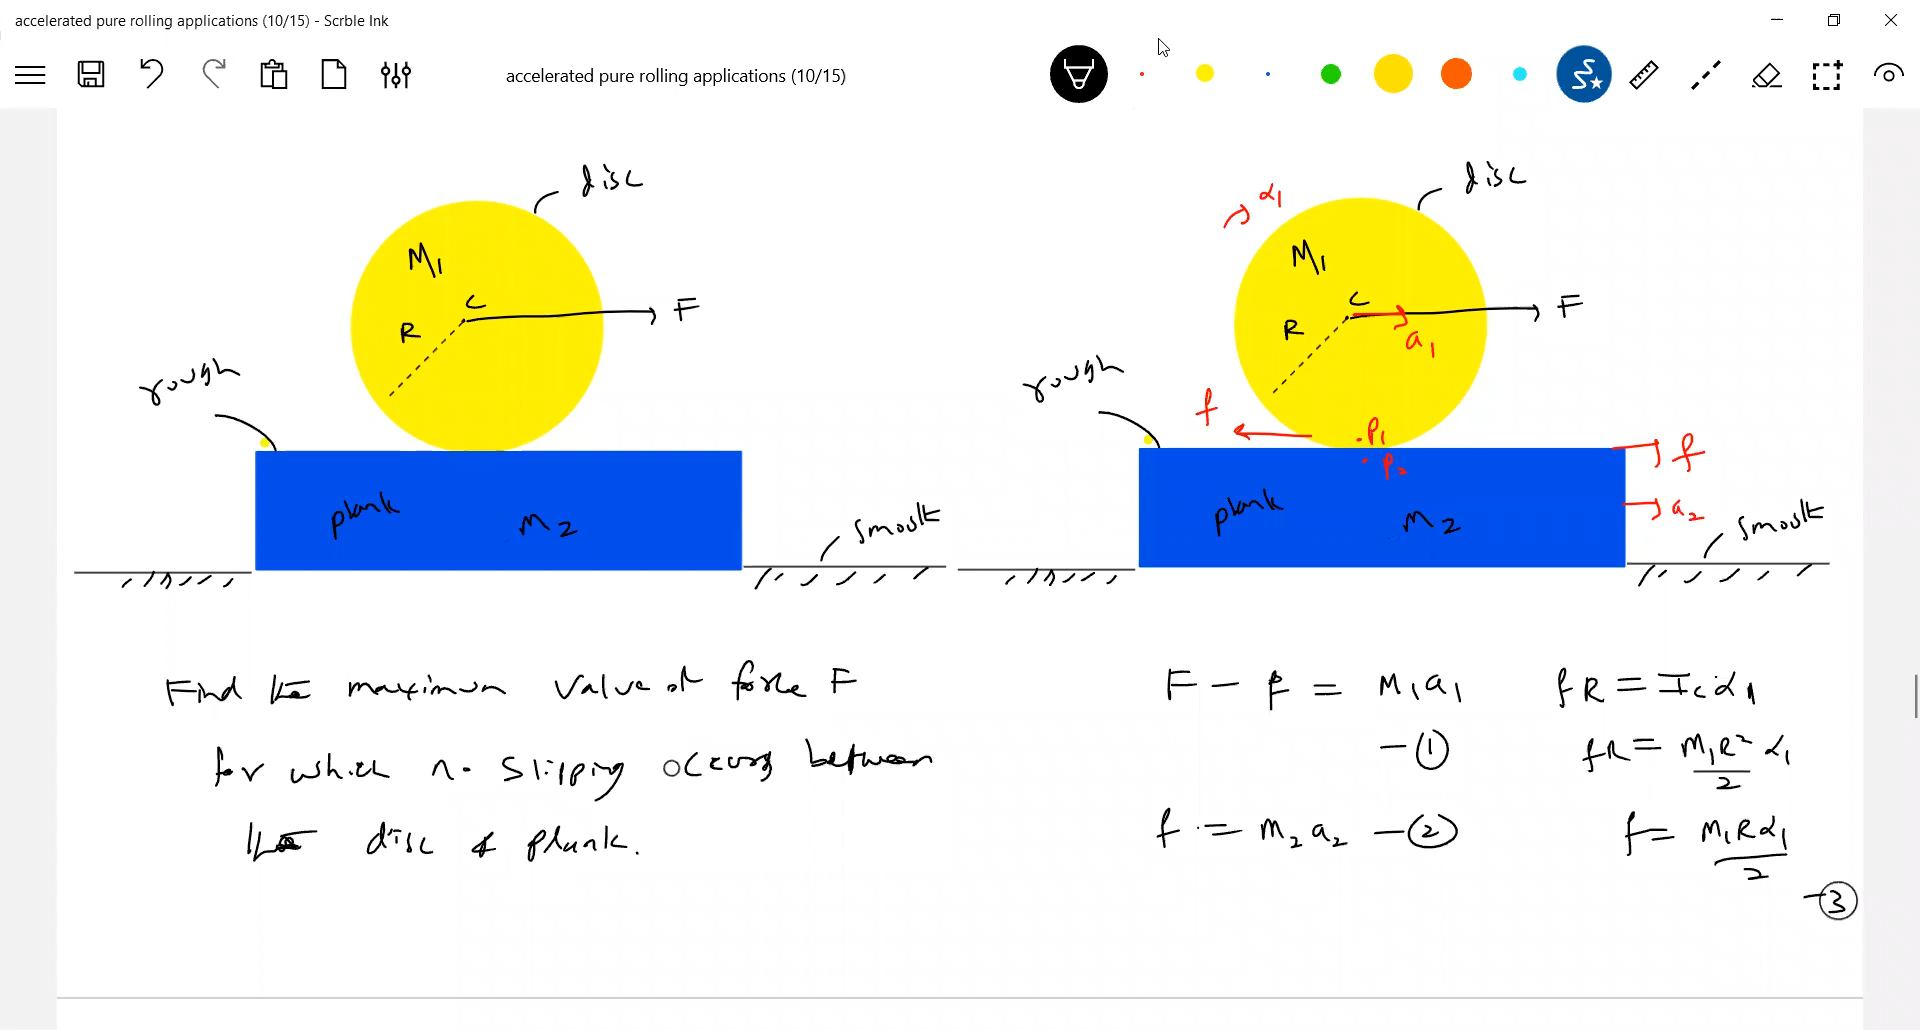 accelerated pure rolling applications (10/15) - Scrble Ink
accelerated pure rolling applications (10/15)
disc
M1
C
F
R
rough
plank
M2
smooth
disc
α1
M1
C
F
R
a1
rough
f
P1
P2
f
plank
M2
a2
smooth
Find the maximum value of force F
for which no slipping occurs between
the disc & plank.
F - f = M1a1
-①
f = m2a2 -②
fR = Icα1
fR = M1R²/2 α1
f = M1Rα1/2
-③